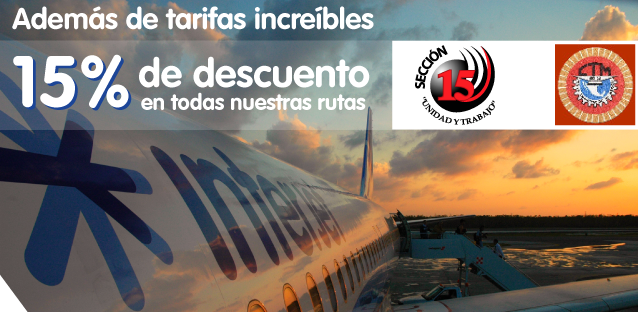 Además de tarifas increíbles
15% de descuento
en todas nuestras rutas
SECCIÓN
15
"UNIDAD Y TRABAJO"
CTM
interjet